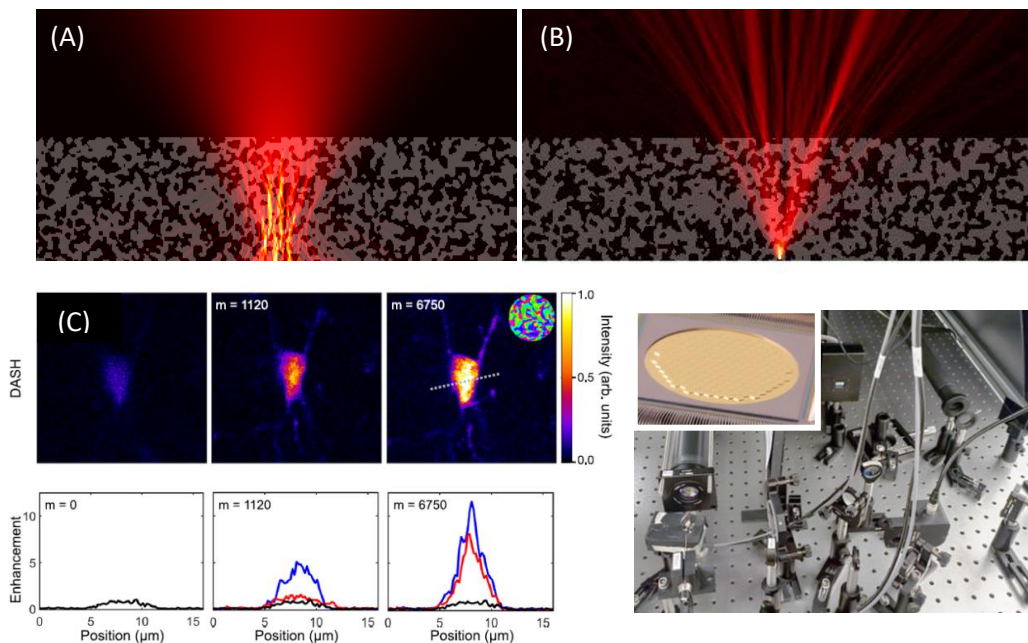 (A)
(B)
(C)
m = 1120
m = 6750
DASH
1.0
0.5
0.0
Intensity (arb. units)
m = 0
m = 1120
m = 6750
Enhancement
10
5
0
0 5 10 15
0 5 10 15
0 5 10 15
Position (µm)
Position (µm)
Position (µm)